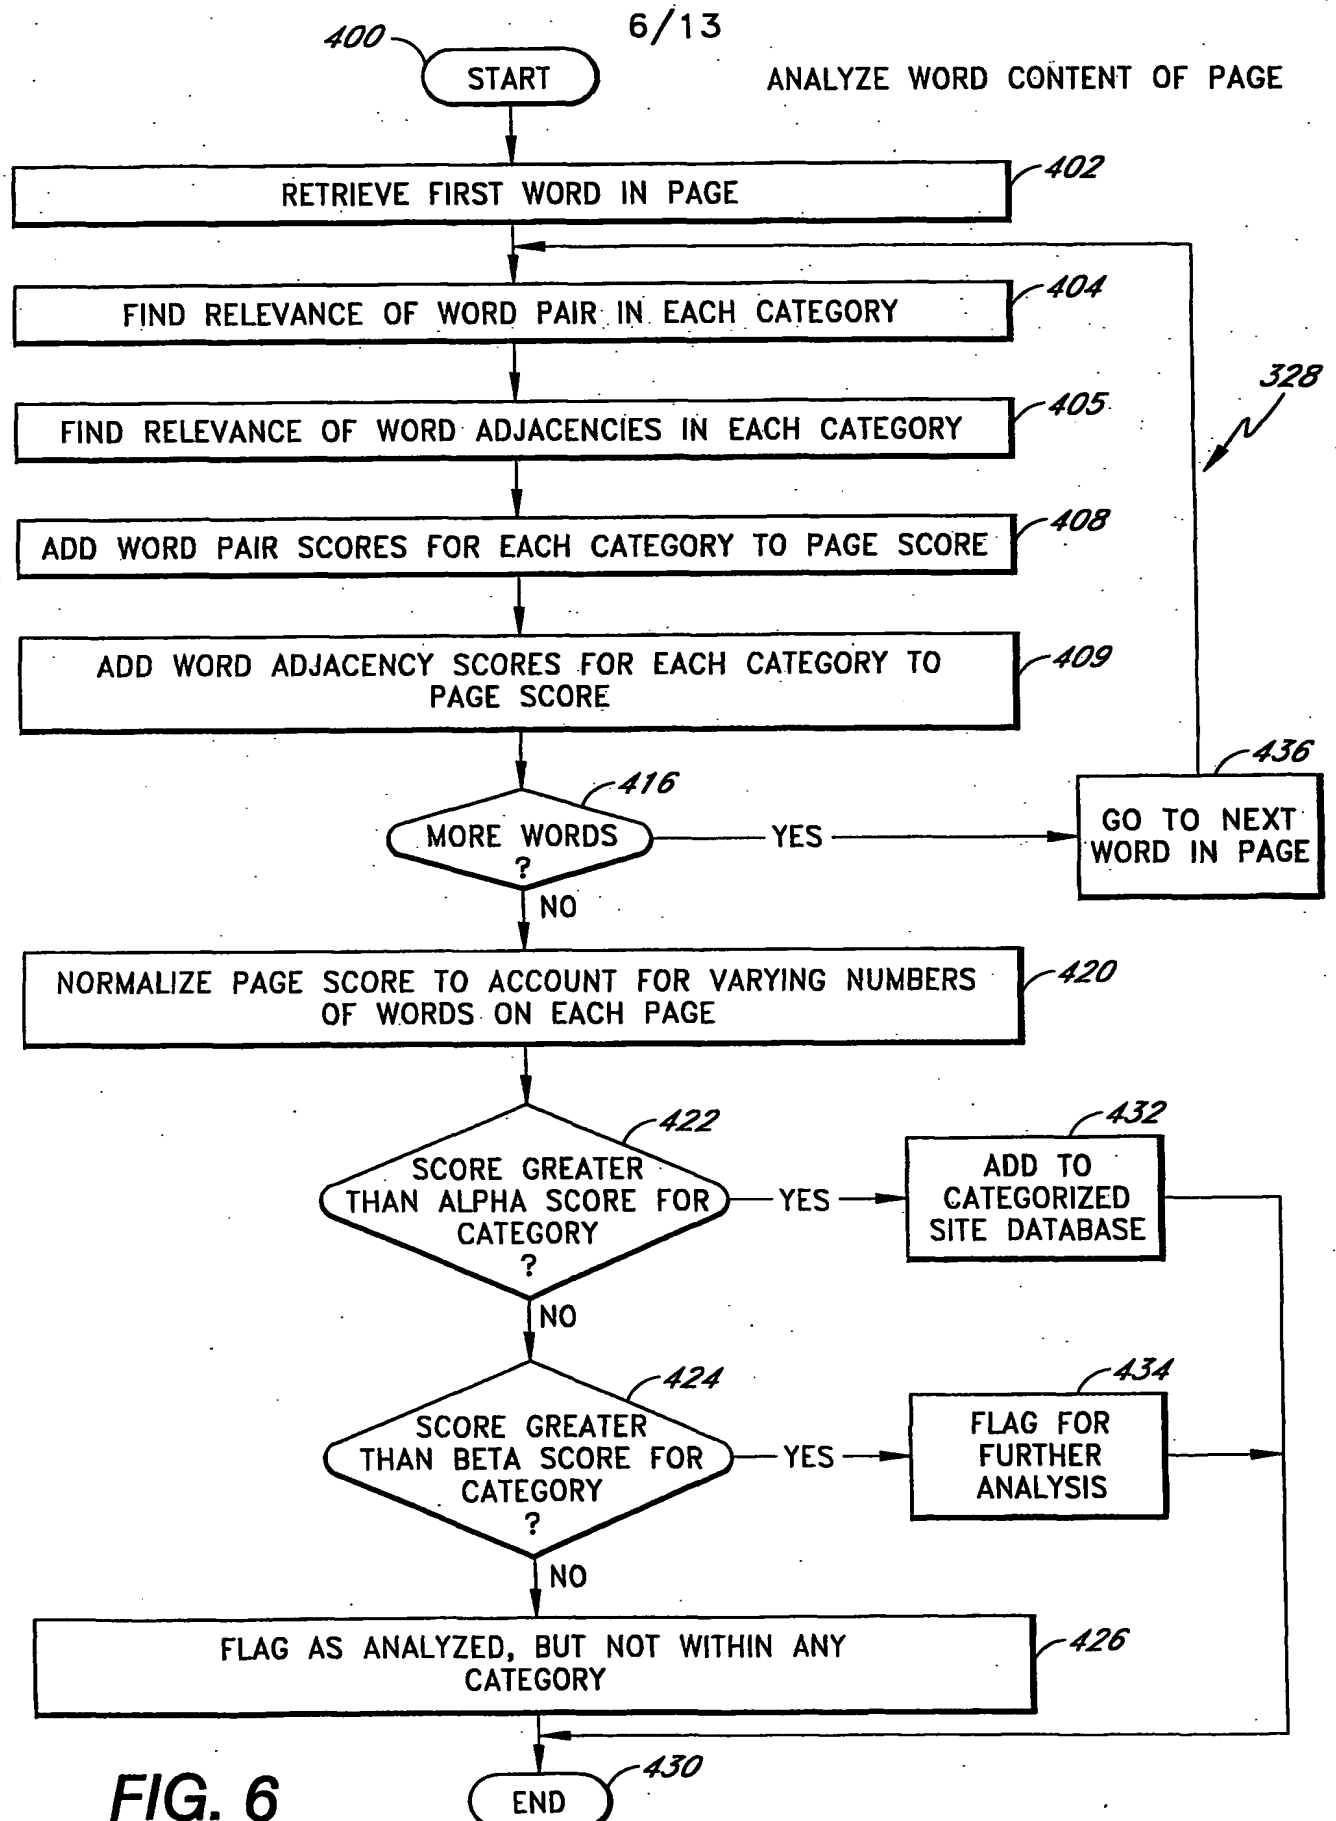 6/13
400
START
ANALYZE WORD CONTENT OF PAGE
402
RETRIEVE FIRST WORD IN PAGE
404
FIND RELEVANCE OF WORD PAIR IN EACH CATEGORY
328
405
FIND RELEVANCE OF WORD ADJACENCIES IN EACH CATEGORY
408
ADD WORD PAIR SCORES FOR EACH CATEGORY TO PAGE SCORE
409
ADD WORD ADJACENCY SCORES FOR EACH CATEGORY TO
PAGE SCORE
416
MORE WORDS
?
YES
436
GO TO NEXT
WORD IN PAGE
NO
420
NORMALIZE PAGE SCORE TO ACCOUNT FOR VARYING NUMBERS
OF WORDS ON EACH PAGE
422
SCORE GREATER
THAN ALPHA SCORE FOR
CATEGORY
?
YES
432
ADD TO
CATEGORIZED
SITE DATABASE
NO
424
SCORE GREATER
THAN BETA SCORE FOR
CATEGORY
?
YES
434
FLAG FOR
FURTHER
ANALYSIS
NO
426
FLAG AS ANALYZED, BUT NOT WITHIN ANY
CATEGORY
430
END
FIG. 6